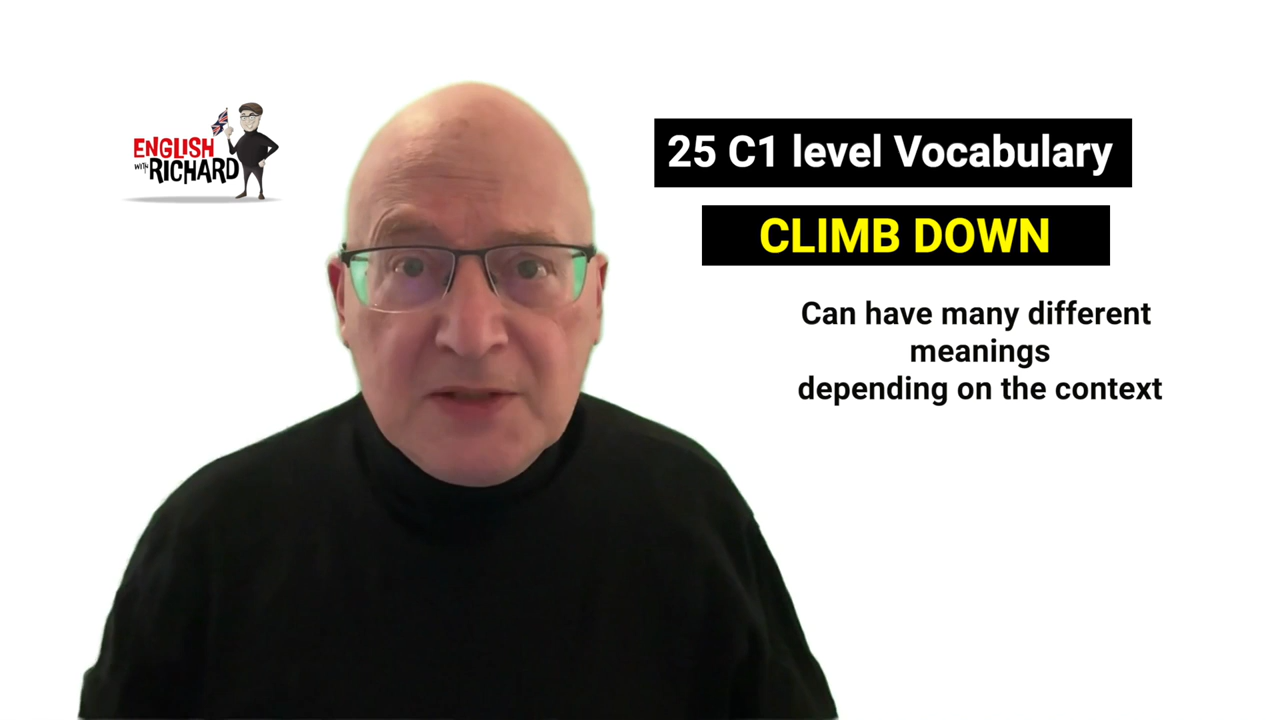 ENGLISH
WITH RICHARD
25 C1 level Vocabulary
CLIMB DOWN
Can have many different
meanings
depending on the context